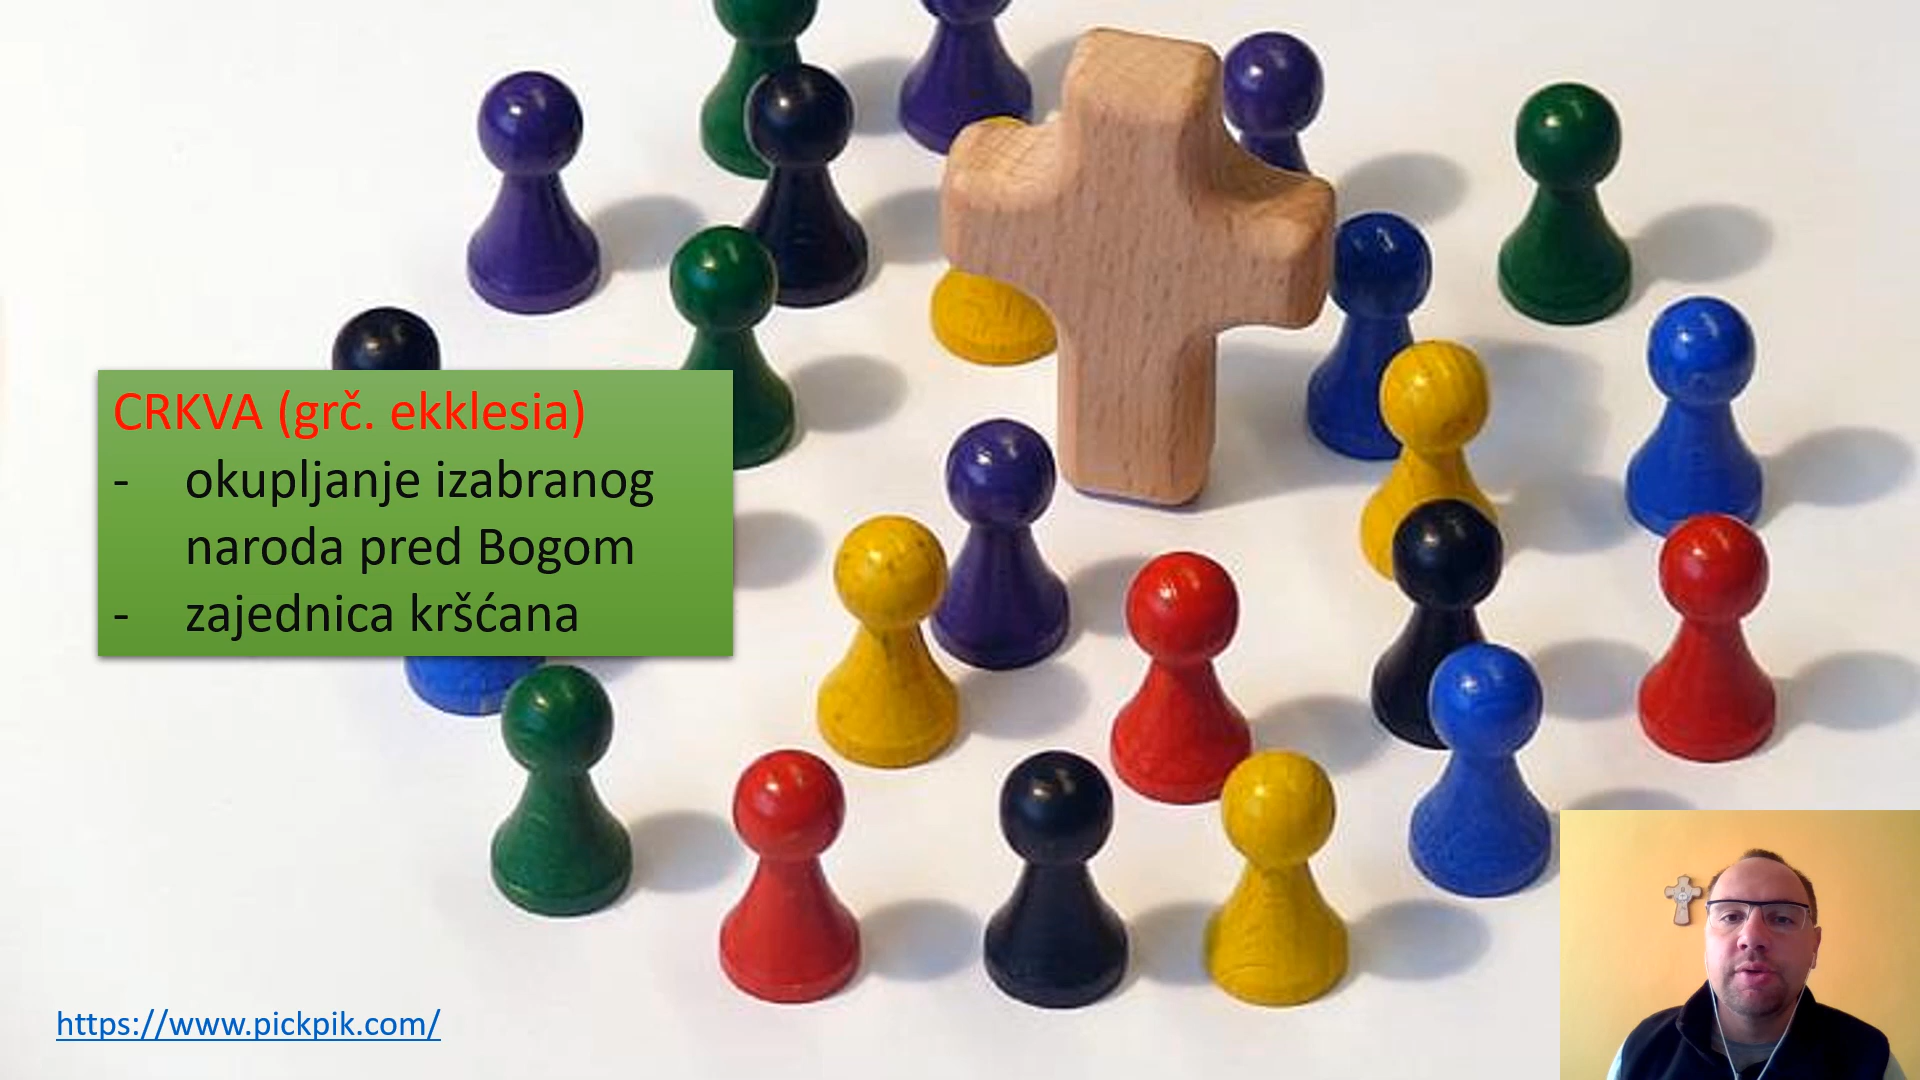 CRKVA (grč. ekklesia)
- okupljanje izabranog
naroda pred Bogom
- zajednica kršćana
https://www.pickpik.com/